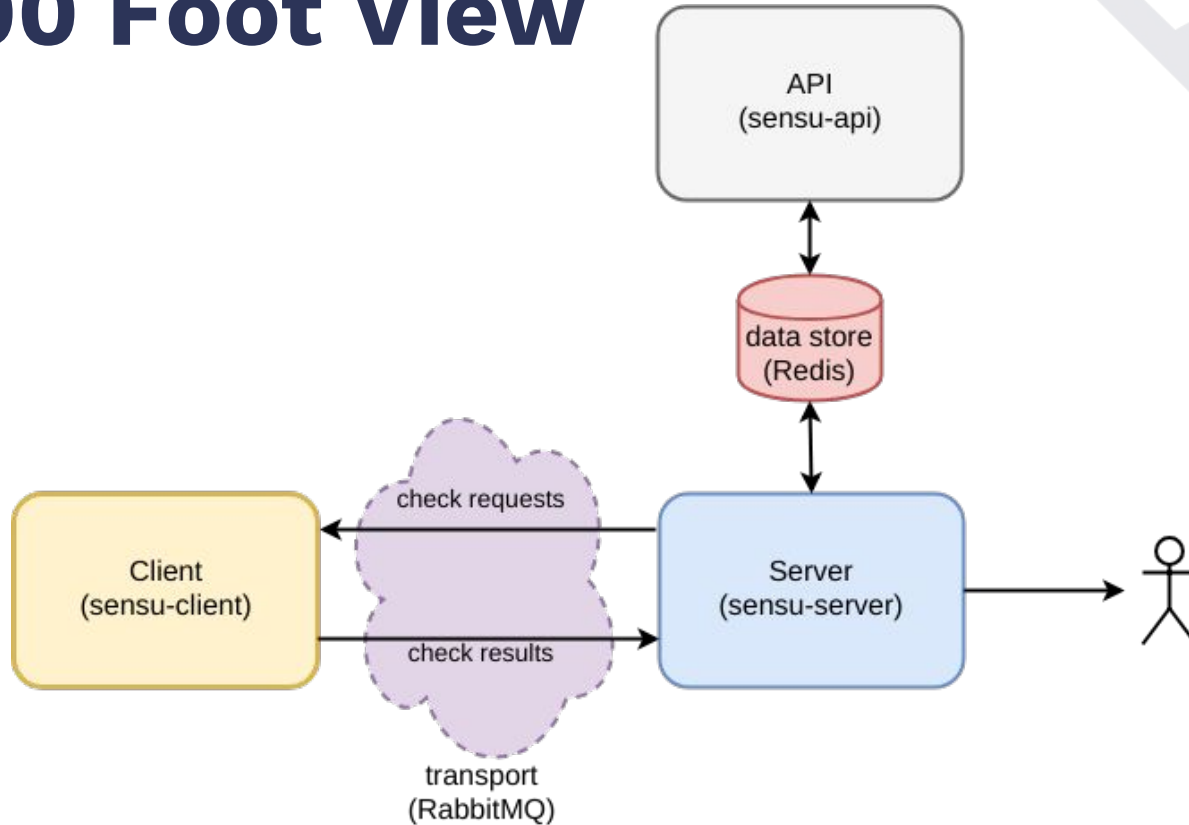 00 Foot View
API
(sensu-api)
data store
(Redis)
check requests
Client
(sensu-client)
Server
(sensu-server)
check results
transport
(RabbitMQ)